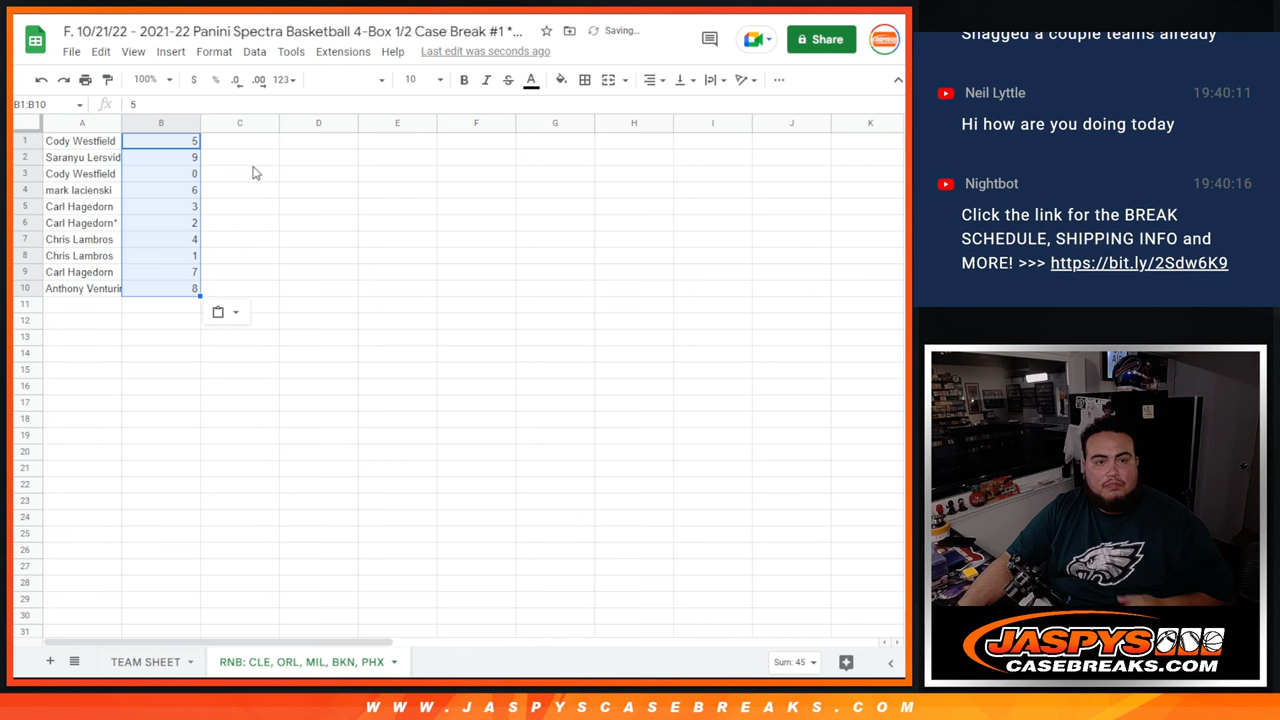 F. 10/21/22 - 2021-22 Panini Spectra Basketball 4-Box 1/2 Case Break #1 *...
Saving...
Share
File Edit View Insert Format Data Tools Extensions Help Last edit was seconds ago
100% $ % .0 .00 123 10 B I S A
B1:B10 fx 5
A B C D E F G H I J K
1 Cody Westfield 5
2 Saranyu Lersvid 9
3 Cody Westfield 0
4 mark lacienski 6
5 Carl Hagedorn 3
6 Carl Hagedorn* 2
7 Chris Lambros 4
8 Chris Lambros 1
9 Carl Hagedorn 7
10 Anthony Venturi 8
11
12
13
14
15
16
17
18
19
20
21
22
23
24
25
26
27
28
29
30
31
TEAM SHEET RNB: CLE, ORL, MIL, BKN, PHX Sum: 45
Shagged a couple teams already
Neil Lyttle 19:40:11
Hi how are you doing today
Nightbot 19:40:16
Click the link for the BREAK
SCHEDULE, SHIPPING INFO and
MORE! >>> https://bit.ly/2Sdw6K9
JASPYS
CASEBREAKS.COM
WWW.JASPYSCASEBREAKS.COM